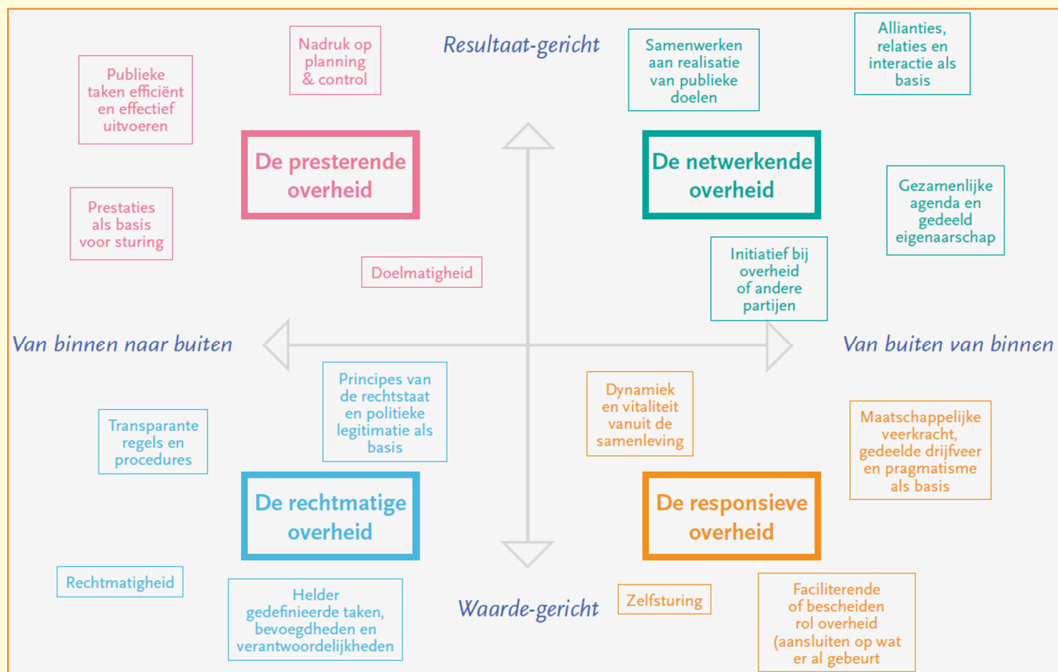 Resultaat-gericht
Nadruk op
planning
& control
Publieke
taken efficiënt
en effectief
uitvoeren
De presterende
overheid
Prestaties
als basis
voor sturing
Doelmatigheid
Samenwerken
aan realisatie
van publieke
doelen
Allianties,
relaties en
interactie als
basis
De netwerkende
overheid
Gezamenlijke
agenda en
gedeeld
eigenaarschap
Initiatief bij
overheid
of andere
partijen
Van binnen naar buiten
Van buiten van binnen
Principes van
de rechtstaat
en politieke
legitimatie als
basis
Transparante
regels en
procedures
De rechtmatige
overheid
Rechtmatigheid
Helder
gedefinieerde taken,
bevoegdheden en
verantwoordelijkheden
Dynamiek
en vitaliteit
vanuit de
samenleving
Maatschappelijke
veerkracht,
gedeelde drijfveer
en pragmatisme
als basis
De responsieve
overheid
Zelfsturing
Faciliterende
of bescheiden
rol overheid
(aansluiten op wat
er al gebeurt
Waarde-gericht